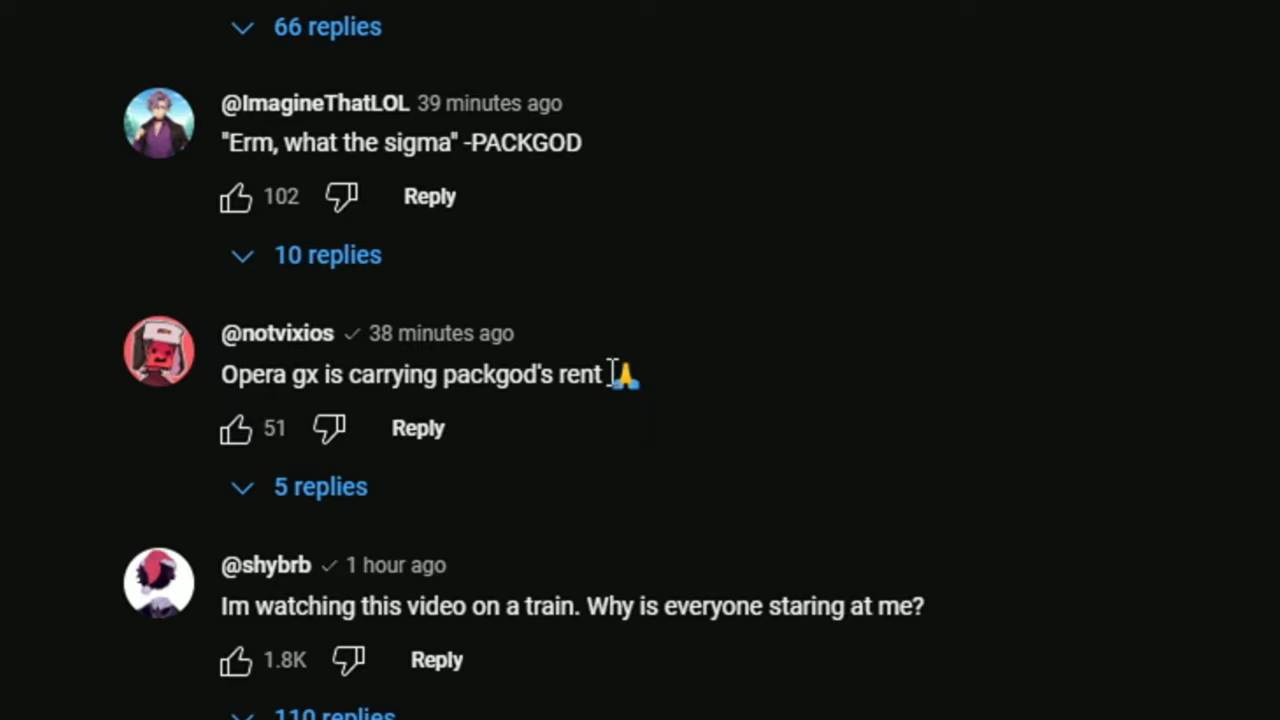 66 replies
@ImagineThatLOL 39 minutes ago
"Erm, what the sigma" -PACKGOD
102 Reply
10 replies
@notvixios 38 minutes ago
Opera gx is carrying packgod's rent 🙏
51 Reply
5 replies
@shybrb 1 hour ago
Im watching this video on a train. Why is everyone staring at me?
1.8K Reply
110 replies